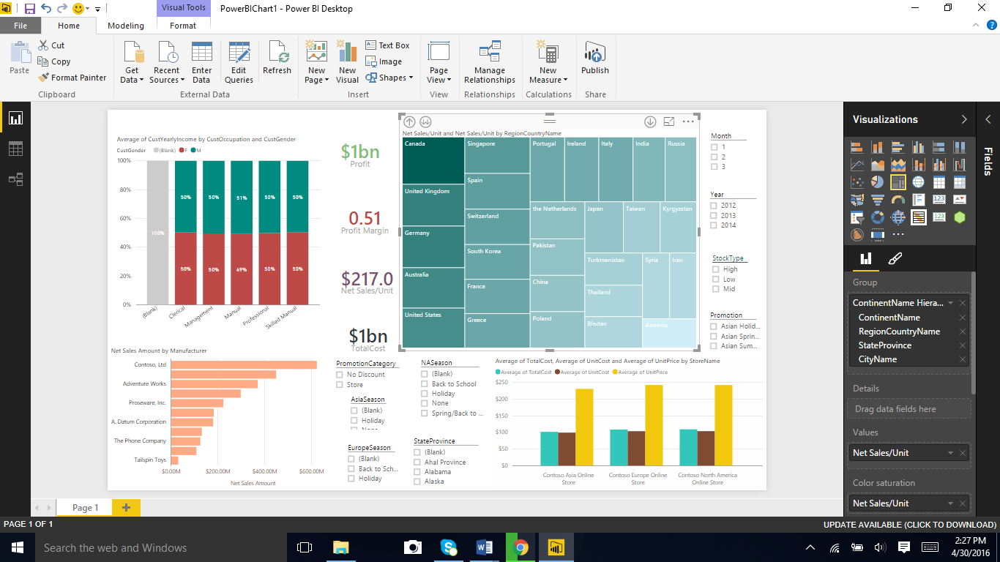 Visual Tools
PowerBIChart1 - Power BI Desktop
File
Home
Modeling
Format
Paste
Cut
Copy
Format Painter
Clipboard
Get Data
Recent Sources
Enter Data
Edit Queries
Refresh
External Data
New Page
New Visual
Text Box
Image
Shapes
Insert
Page View
View
Manage Relationships
Relationships
New Measure
Calculations
Publish
Share
Average of CustYearlyIncome by CustOccupation and CustGender
CustGender (Blank) F M
100%
80%
60%
40%
20%
0%
100%
50% 50% 51% 50% 50%
50% 50% 49% 50% 50%
(Blank) Clerical Management Manual Professional Skilled Manual
$1bn
Profit
0.51
Profit Margin
$217.0
Net Sales/Unit
$1bn
TotalCost
Net Sales/Unit and Net Sales/Unit by RegionCountryName
Canada
United Kingdom
Germany
Australia
United States
Singapore
Spain
Switzerland
South Korea
France
Greece
Portugal
Ireland
Italy
India
Russia
the Netherlands
Pakistan
China
Poland
Japan
Taiwan
Kyrgyzstan
Turkmenistan
Thailand
Bhutan
Syria
Iran
Armenia
Month
1
2
3
Year
2012
2013
2014
StockType
High
Low
Mid
Promotion
Asian Holid...
Asian Sprin...
Asian Sum...
Net Sales Amount by Manufacturer
Contoso, Ltd
Adventure Works
Proseware, Inc.
A. Datum Corporation
The Phone Company
Tailspin Toys
$0.00M $200.00M $400.00M $600.00M
Net Sales Amount
PromotionCategory
No Discount
Store
AsiaSeason
(Blank)
Holiday
EuropeSeason
(Blank)
Back to Sch...
Holiday
NASeason
(Blank)
Back to School
Holiday
None
Spring/Back to ...
StateProvince
(Blank)
Ahal Province
Alabama
Alaska
Average of TotalCost, Average of UnitCost and Average of UnitPrice by StoreName
Average of TotalCost Average of UnitCost Average of UnitPrice
$250
$200
$150
$100
$50
$0
Contoso Asia Online Store
Contoso Europe Online Store
Contoso North America Online Store
Visualizations
Fields
123
123
Group
ContinentName Hiera...
ContinentName
RegionCountryName
StateProvince
CityName
Details
Drag data fields here
Values
Net Sales/Unit
Color saturation
Net Sales/Unit
Page 1
PAGE 1 OF 1
UPDATE AVAILABLE (CLICK TO DOWNLOAD)
Search the web and Windows
2:27 PM
4/30/2016